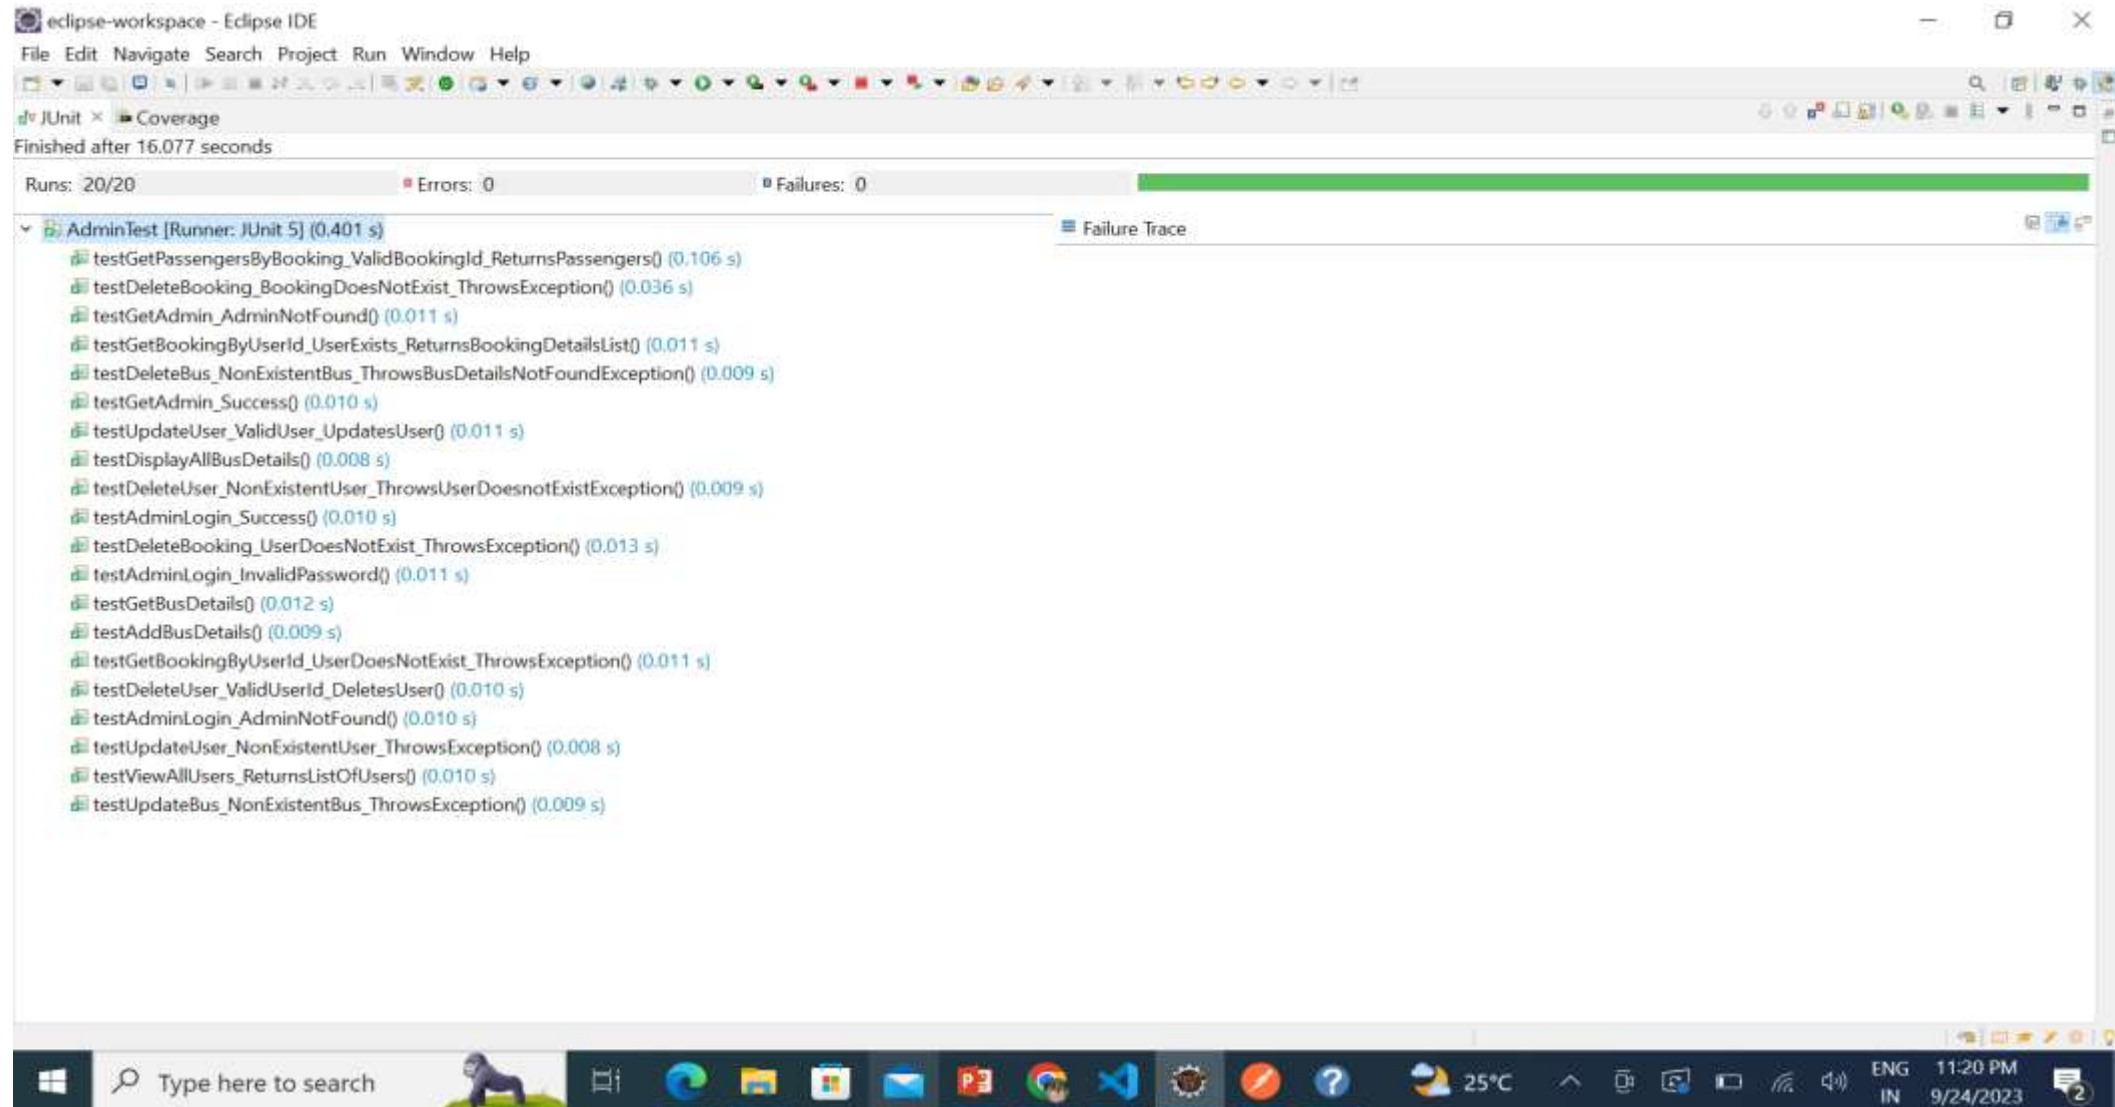 eclipse-workspace - Eclipse IDE
File Edit Navigate Search Project Run Window Help
JUnit × Coverage
Finished after 16.077 seconds
Runs: 20/20 Errors: 0 Failures: 0
AdminTest [Runner: JUnit 5] (0.401 s) Failure Trace
testGetPassengersByBooking_ValidBookingId_ReturnsPassengers() (0.106 s)
testDeleteBooking_BookingDoesNotExist_ThrowsException() (0.036 s)
testGetAdmin_AdminNotFound() (0.011 s)
testGetBookingByUserId_UserExists_ReturnsBookingDetailsList() (0.011 s)
testDeleteBus_NonExistentBus_ThrowsBusDetailsNotFoundException() (0.009 s)
testGetAdmin_Success() (0.010 s)
testUpdateUser_ValidUser_UpdatesUser() (0.011 s)
testDisplayAllBusDetails() (0.008 s)
testDeleteUser_NonExistentUser_ThrowsUserDoesnotExistException() (0.009 s)
testAdminLogin_Success() (0.010 s)
testDeleteBooking_UserDoesNotExist_ThrowsException() (0.013 s)
testAdminLogin_InvalidPassword() (0.011 s)
testGetBusDetails() (0.012 s)
testAddBusDetails() (0.009 s)
testGetBookingByUserId_UserDoesNotExist_ThrowsException() (0.011 s)
testDeleteUser_ValidUserId_DeletesUser() (0.010 s)
testAdminLogin_AdminNotFound() (0.010 s)
testUpdateUser_NonExistentUser_ThrowsException() (0.008 s)
testViewAllUsers_ReturnsListOfUsers() (0.010 s)
testUpdateBus_NonExistentBus_ThrowsException() (0.009 s)
Type here to search 25°C ENG 11:20 PM
IN 9/24/2023 2